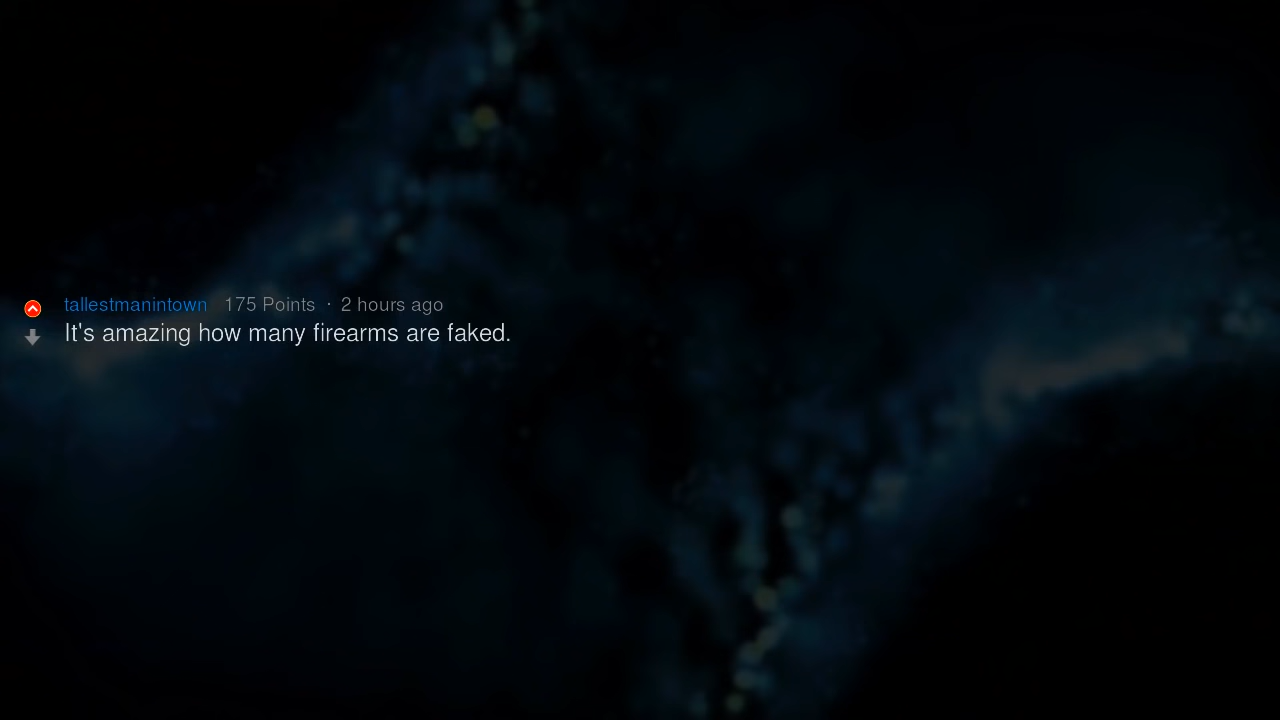 tallestmanintown 175 Points · 2 hours ago
It's amazing how many firearms are faked.